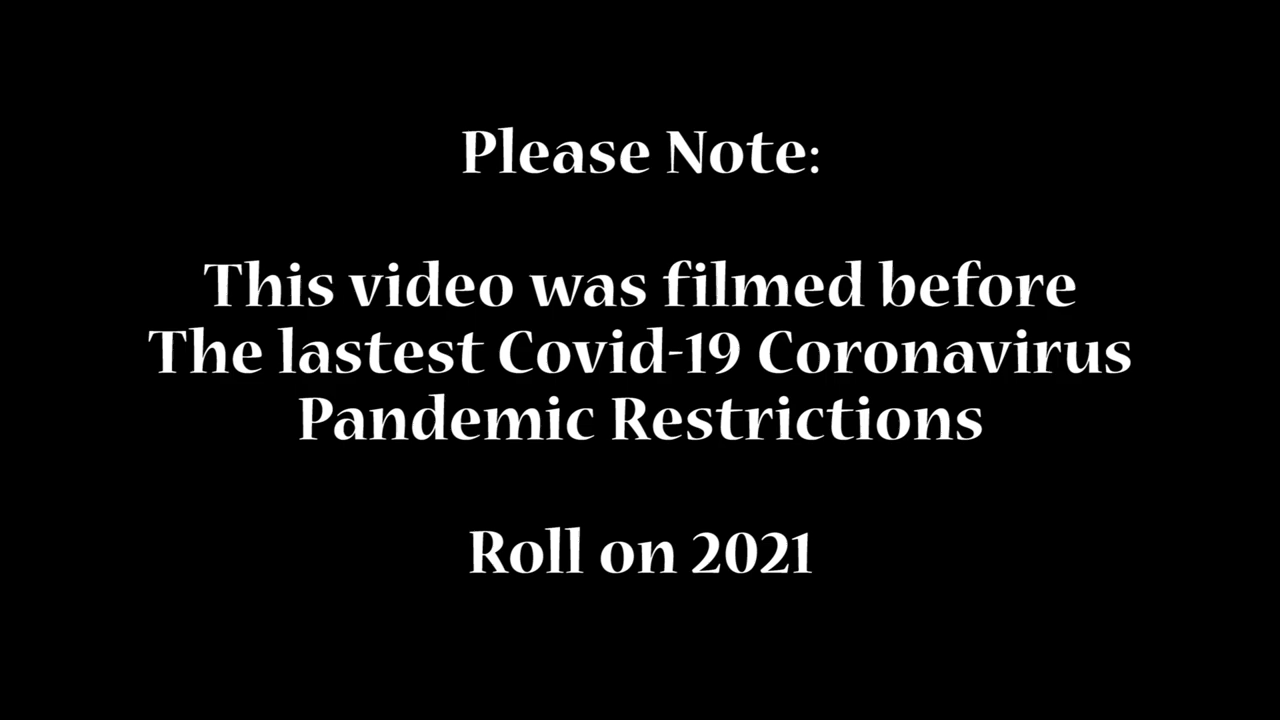 Please Note:
This video was filmed before
The lastest Covid-19 Coronavirus
Pandemic Restrictions
Roll on 2021